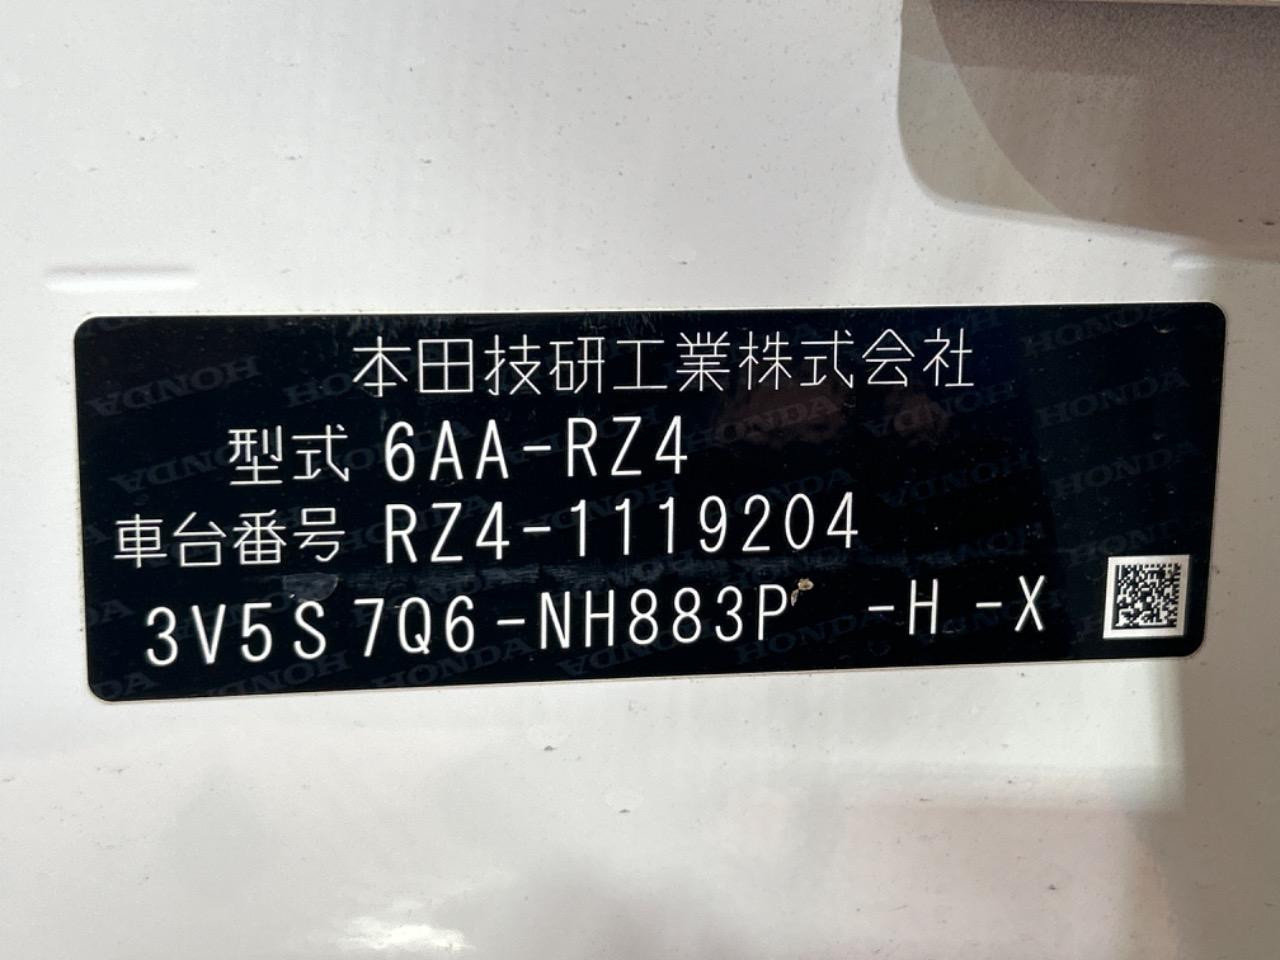 本田技研工業株式会社
型式 6AA-RZ4
車台番号 RZ4-1119204
3V5S 7Q6-NH883P -H -X